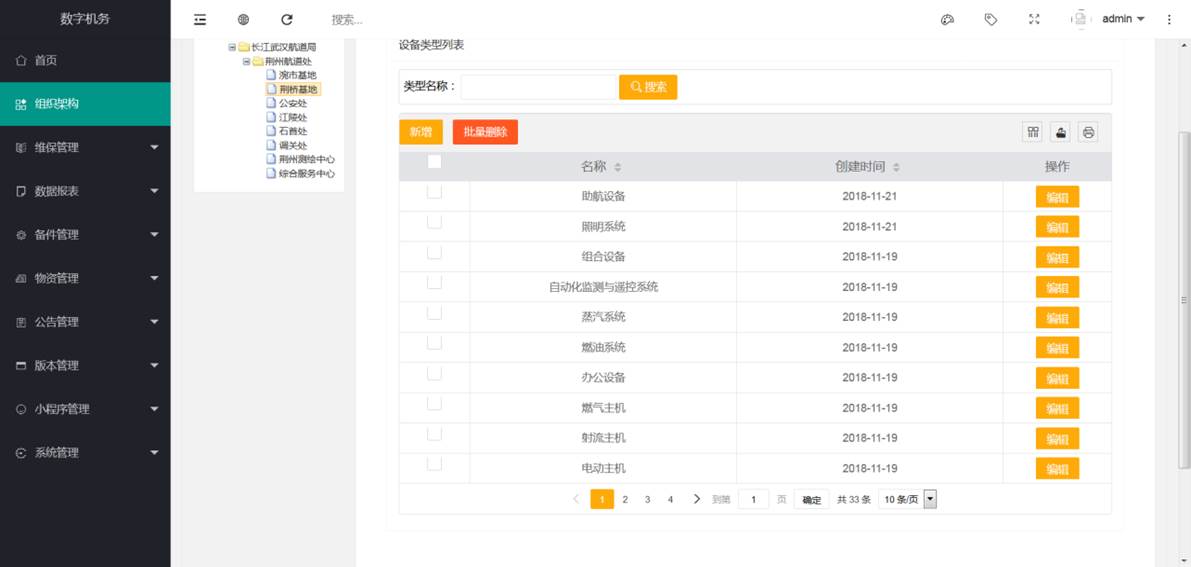 数字机务
搜索...
admin
首页
组织架构
维保管理
数据报表
备件管理
物资管理
公告管理
版本管理
小程序管理
系统管理
长江武汉航道局
荆州航道处
涴市基地
荆桥基地
公安处
江陵处
石首处
调关处
荆州测绘中心
综合服务中心
设备类型列表
类型名称： 搜索
新增 批量删除
名称 创建时间 操作
助航设备 2018-11-21 编辑
照明系统 2018-11-21 编辑
组合设备 2018-11-19 编辑
自动化监测与遥控系统 2018-11-19 编辑
蒸汽系统 2018-11-19 编辑
燃油系统 2018-11-19 编辑
办公设备 2018-11-19 编辑
燃气主机 2018-11-19 编辑
射流主机 2018-11-19 编辑
电动主机 2018-11-19 编辑
1 2 3 4 到第 1 页 确定 共 33 条 10 条/页